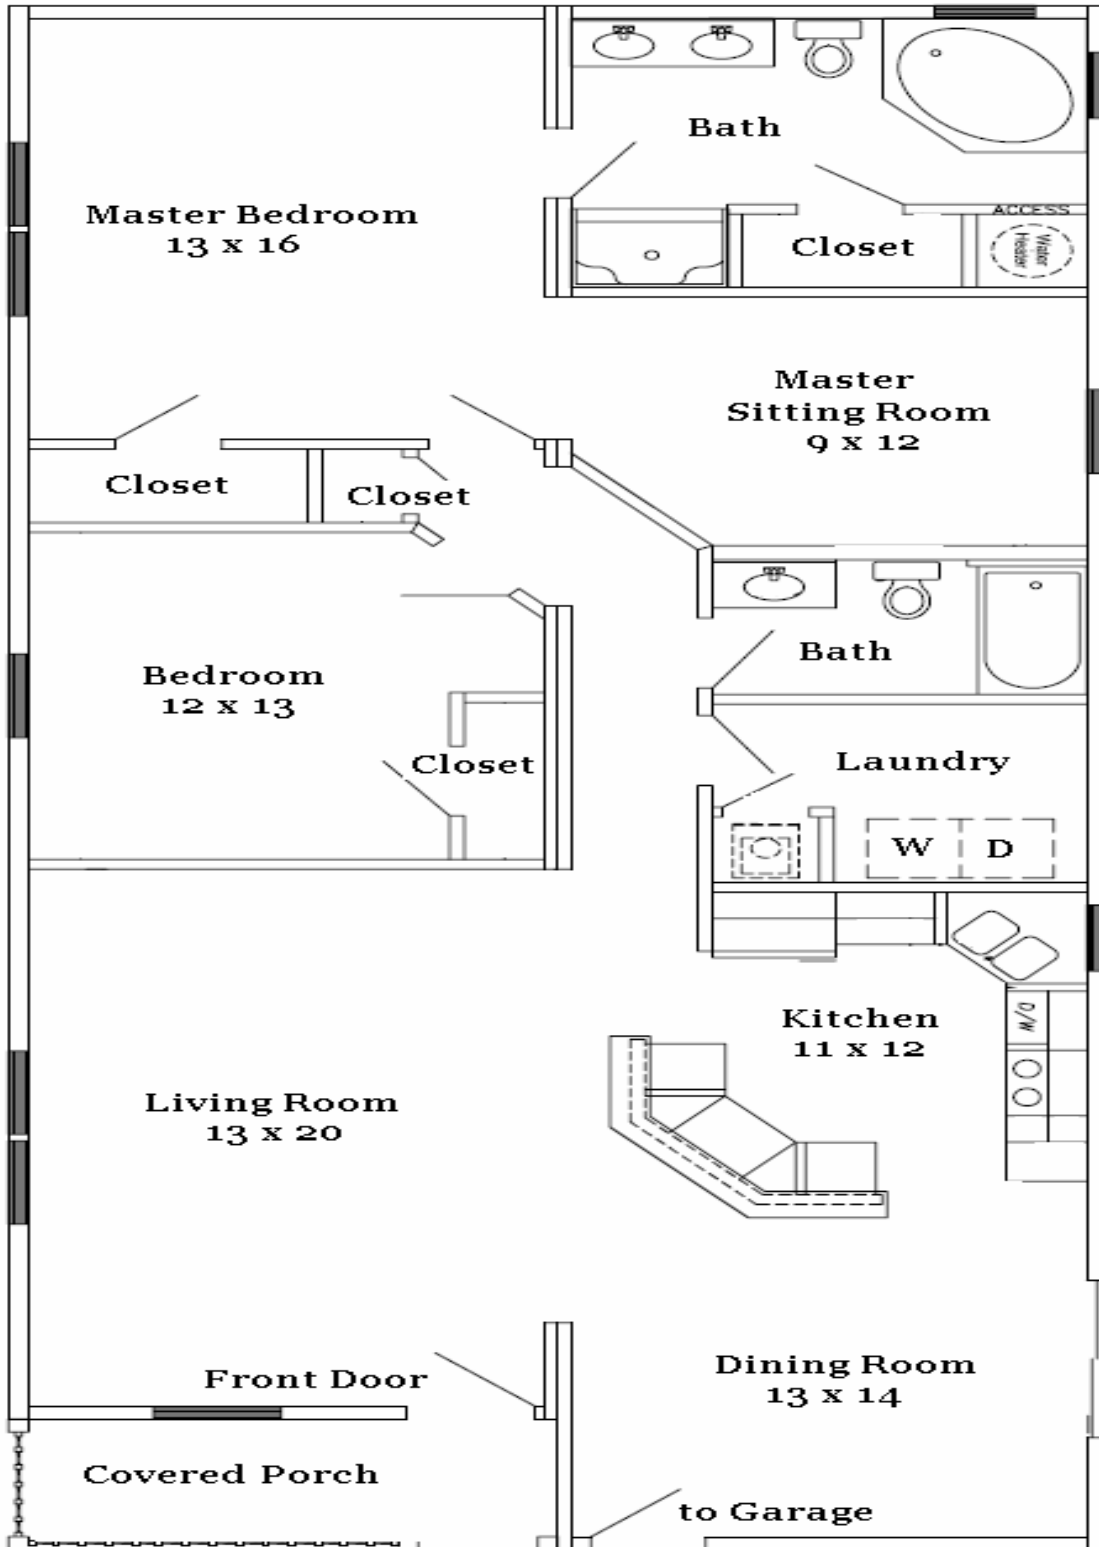 Bath
Master Bedroom
13 x 16
ACCESS
Water
Heater
Closet
Master
Sitting Room
9 x 12
Closet
Closet
Bath
Bedroom
12 x 13
Closet
Laundry
W
D
Kitchen
11 x 12
D/W
Living Room
13 x 20
Dining Room
13 x 14
Front Door
Covered Porch
to Garage